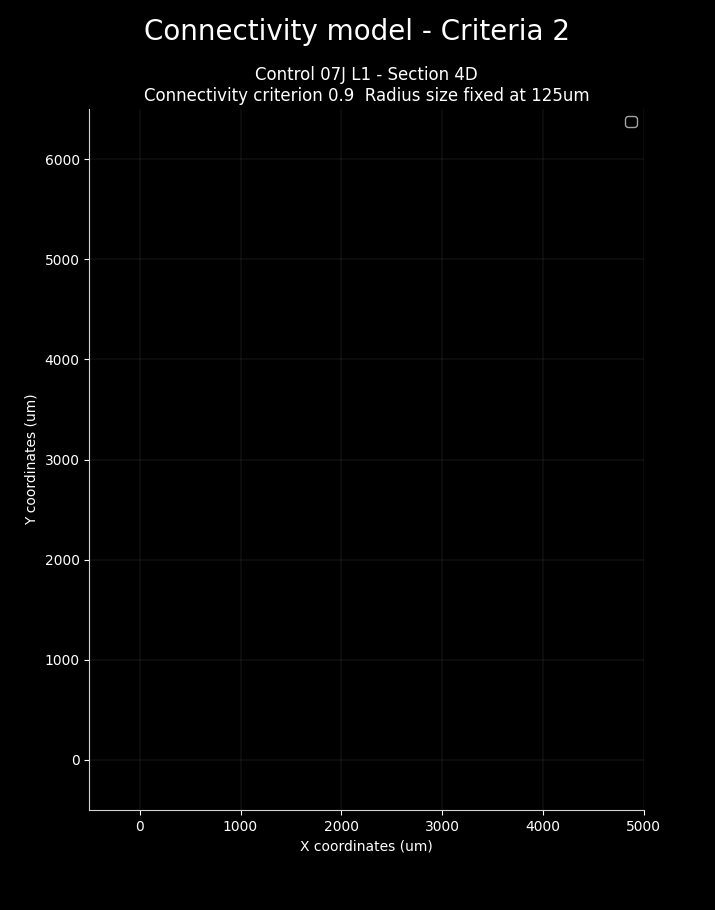 Connectivity model - Criteria 2
Control 07J L1 - Section 4D
Connectivity criterion 0.9  Radius size fixed at 125um
6000
5000
4000
3000
2000
1000
0
Y coordinates (um)
0 1000 2000 3000 4000 5000
X coordinates (um)